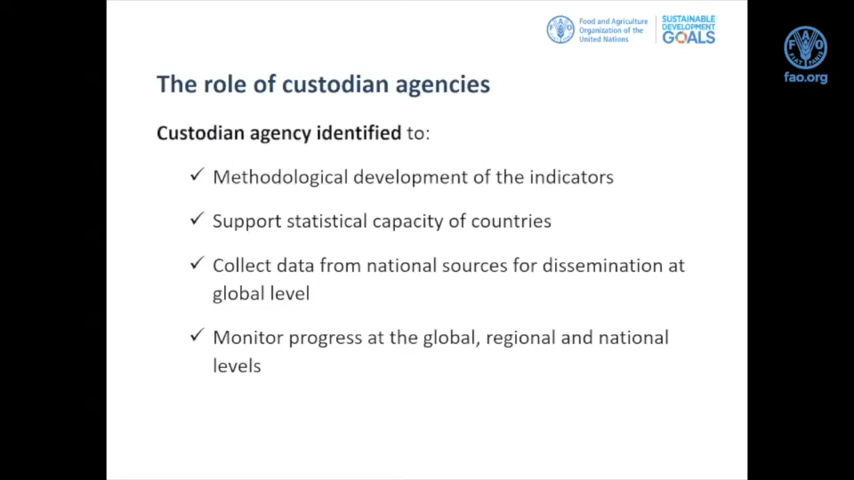 Food and Agriculture
Organization of the
United Nations
SUSTAINABLE
DEVELOPMENT
GOALS
fao.org
The role of custodian agencies
Custodian agency identified to:
✓ Methodological development of the indicators
✓ Support statistical capacity of countries
✓ Collect data from national sources for dissemination at
global level
✓ Monitor progress at the global, regional and national
levels